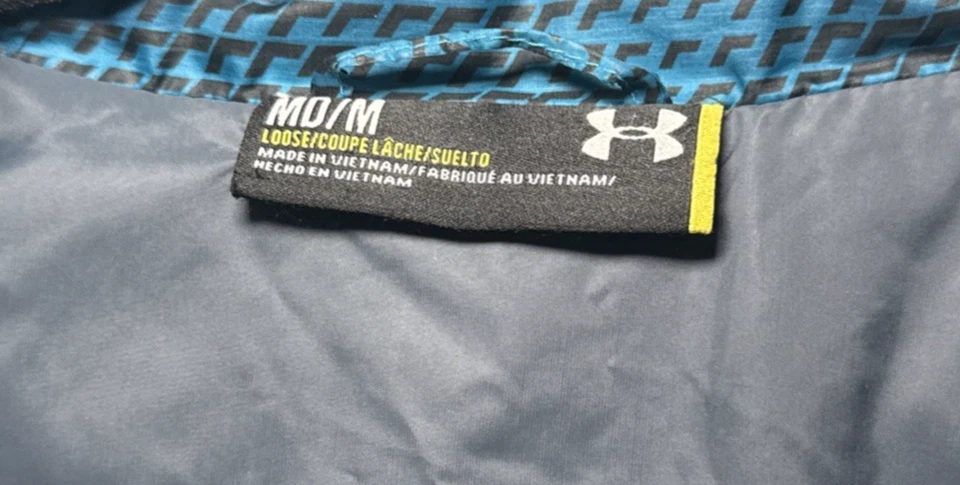 MD/M
LOOSE/COUPE LÂCHE/SUELTO
MADE IN VIETNAM/FABRIQUÉ AU VIETNAM/
HECHO EN VIETNAM